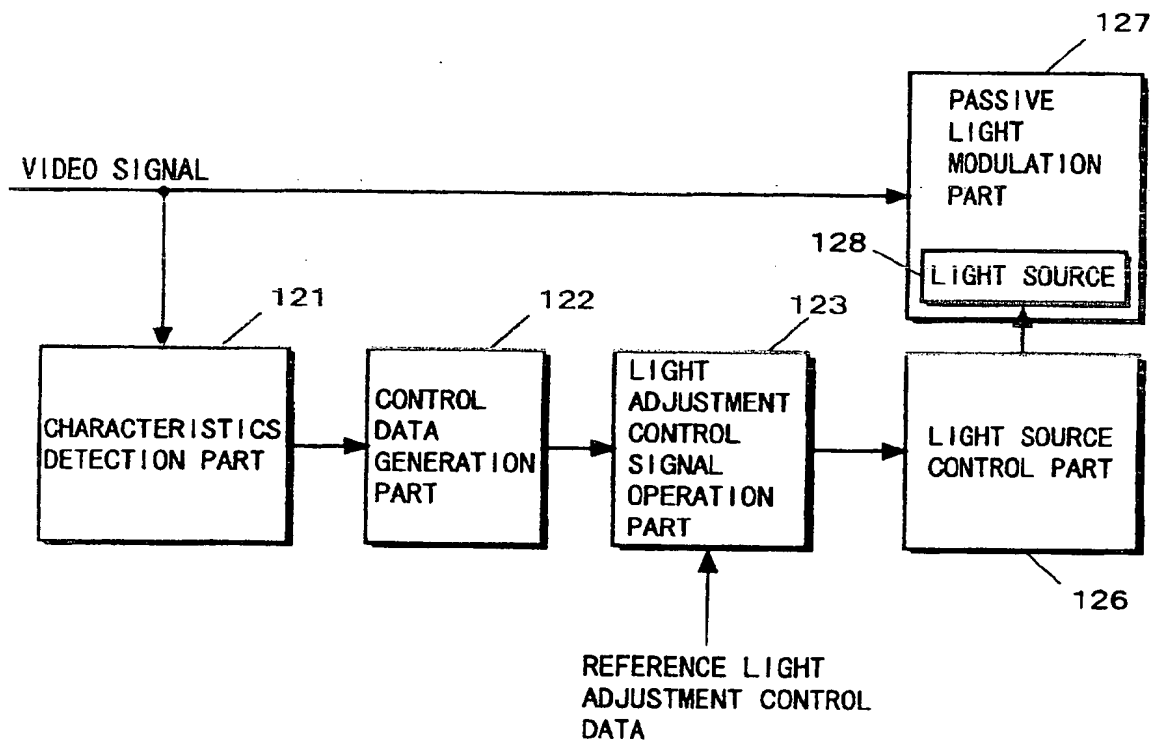 127
PASSIVE
LIGHT
MODULATION
PART
VIDEO SIGNAL
128
LIGHT SOURCE
121
122
123
CHARACTERISTICS
DETECTION PART
CONTROL
DATA
GENERATION
PART
LIGHT
ADJUSTMENT
CONTROL
SIGNAL
OPERATION
PART
LIGHT SOURCE
CONTROL PART
126
REFERENCE LIGHT
ADJUSTMENT CONTROL
DATA